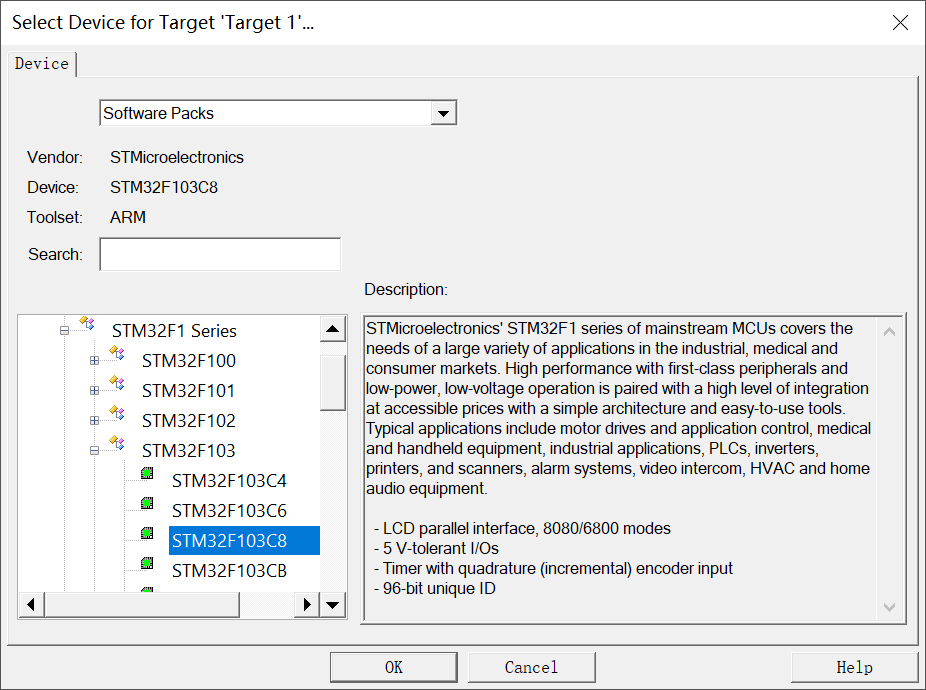 Select Device for Target 'Target 1'...
Device
Software Packs
Vendor: STMicroelectronics
Device: STM32F103C8
Toolset: ARM
Search:
Description:
STM32F1 Series
STM32F100
STM32F101
STM32F102
STM32F103
STM32F103C4
STM32F103C6
STM32F103C8
STM32F103CB
STMicroelectronics' STM32F1 series of mainstream MCUs covers the
needs of a large variety of applications in the industrial, medical and
consumer markets. High performance with first-class peripherals and
low-power, low-voltage operation is paired with a high level of integration
at accessible prices with a simple architecture and easy-to-use tools.
Typical applications include motor drives and application control, medical
and handheld equipment, industrial applications, PLCs, inverters,
printers, and scanners, alarm systems, video intercom, HVAC and home
audio equipment.
- LCD parallel interface, 8080/6800 modes
- 5 V-tolerant I/Os
- Timer with quadrature (incremental) encoder input
- 96-bit unique ID
OK
Cancel
Help